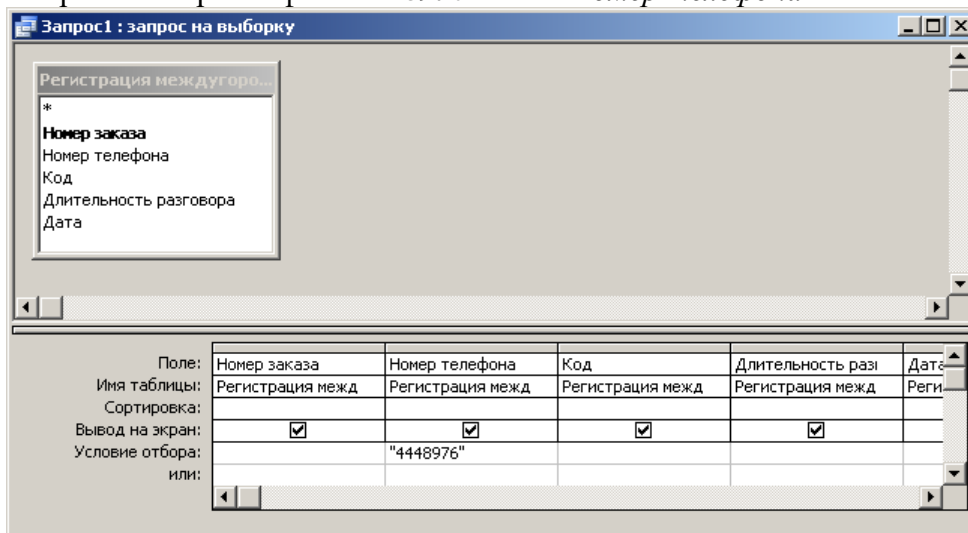 Запрос1 : запрос на выборку
Регистрация междугоро...
*
Номер заказа
Номер телефона
Код
Длительность разговора
Дата
Поле: Номер заказа Номер телефона Код Длительность разг Дата
Имя таблицы: Регистрация межд Регистрация межд Регистрация межд Регистрация межд Реги
Сортировка:
Вывод на экран:
Условие отбора: "4448976"
или: